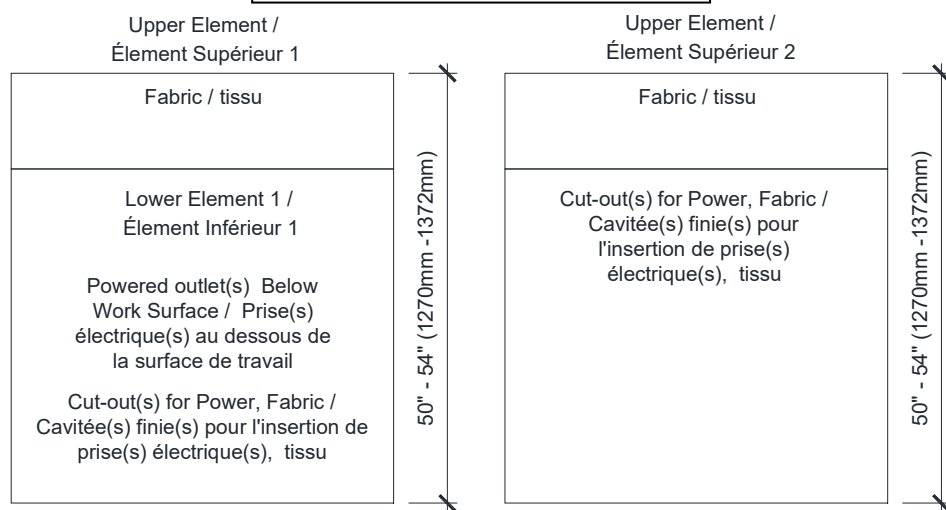 Upper Element /
Élement Supérieur 1
Fabric / tissu
Lower Element 1 /
Élement Inférieur 1
Powered outlet(s) Below
Work Surface / Prise(s)
électrique(s) au dessous de
la surface de travail
Cut-out(s) for Power, Fabric /
Cavitée(s) finie(s) pour l'insertion de
prise(s) électrique(s), tissu
50" - 54" (1270mm -1372mm)
Upper Element /
Élement Supérieur 2
Fabric / tissu
Cut-out(s) for Power, Fabric /
Cavitée(s) finie(s) pour
l'insertion de prise(s)
électrique(s), tissu
50" - 54" (1270mm -1372mm)